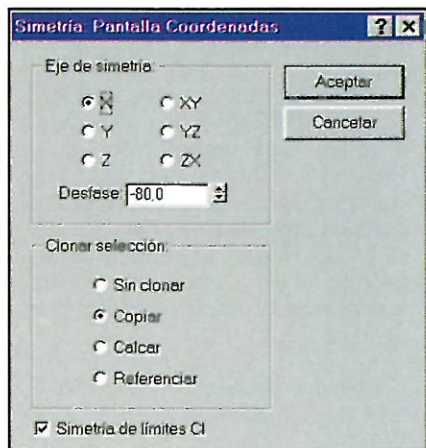 Simetría: Pantalla Coordenadas
Eje de simetría:
X XY
Y YZ
Z ZX
Desfase: -80,0
Aceptar
Cancelar
Clonar selección:
Sin clonar
Copiar
Calcar
Referenciar
Simetría de límites CI